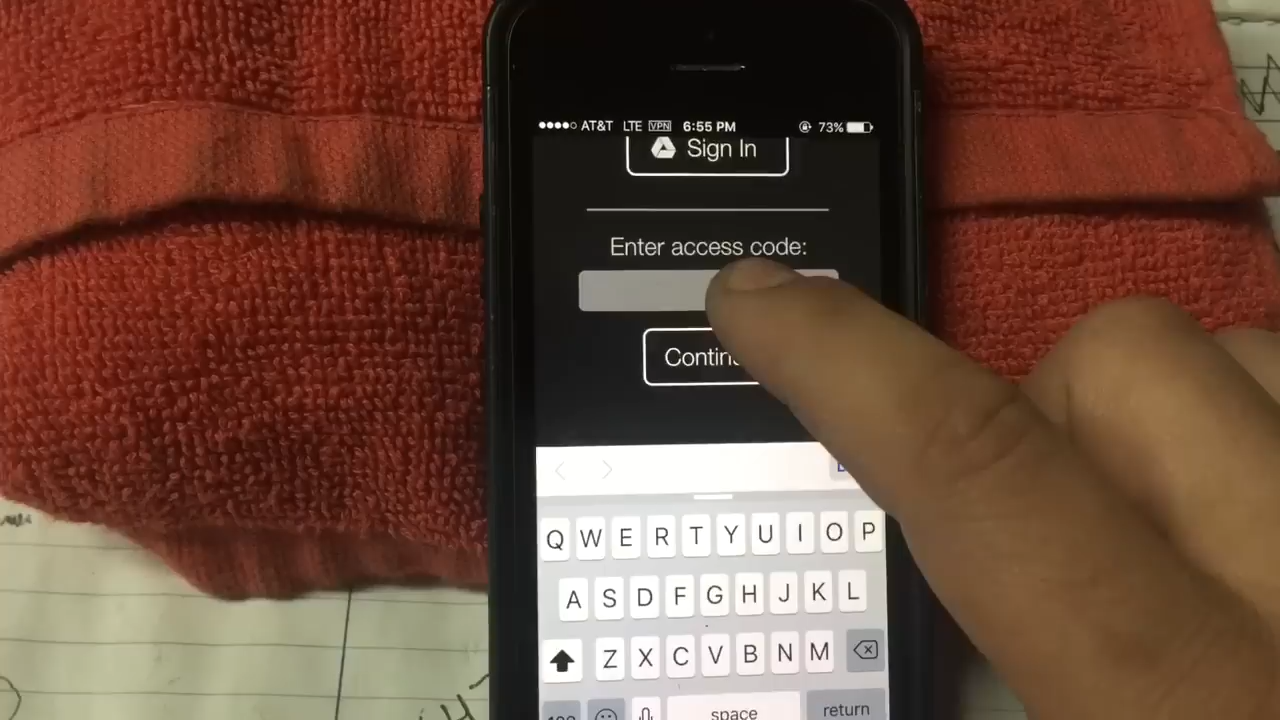 AT&T LTE VPN 6:55 PM 73%
Sign In
Enter access code:
Q W E R T Y U I O P
A S D F G H J K L
Z X C V B N M
space return